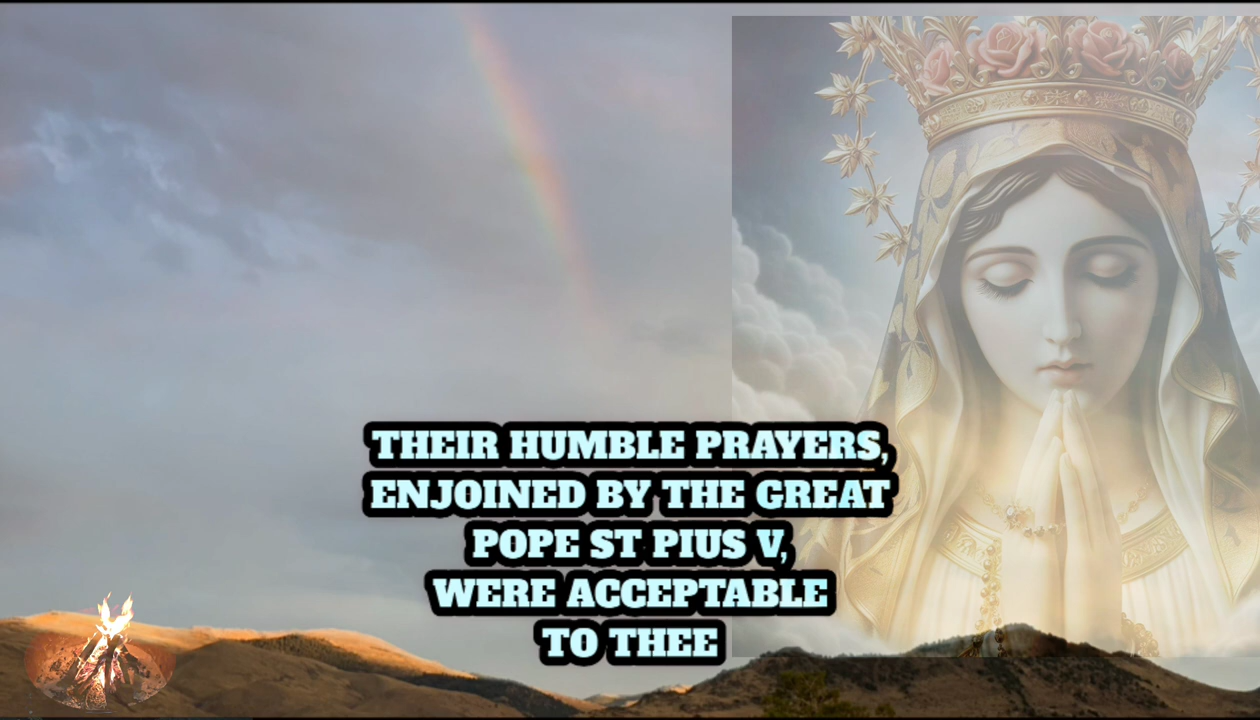 THEIR HUMBLE PRAYERS,
ENJOINED BY THE GREAT
POPE ST PIUS V,
WERE ACCEPTABLE
TO THEE